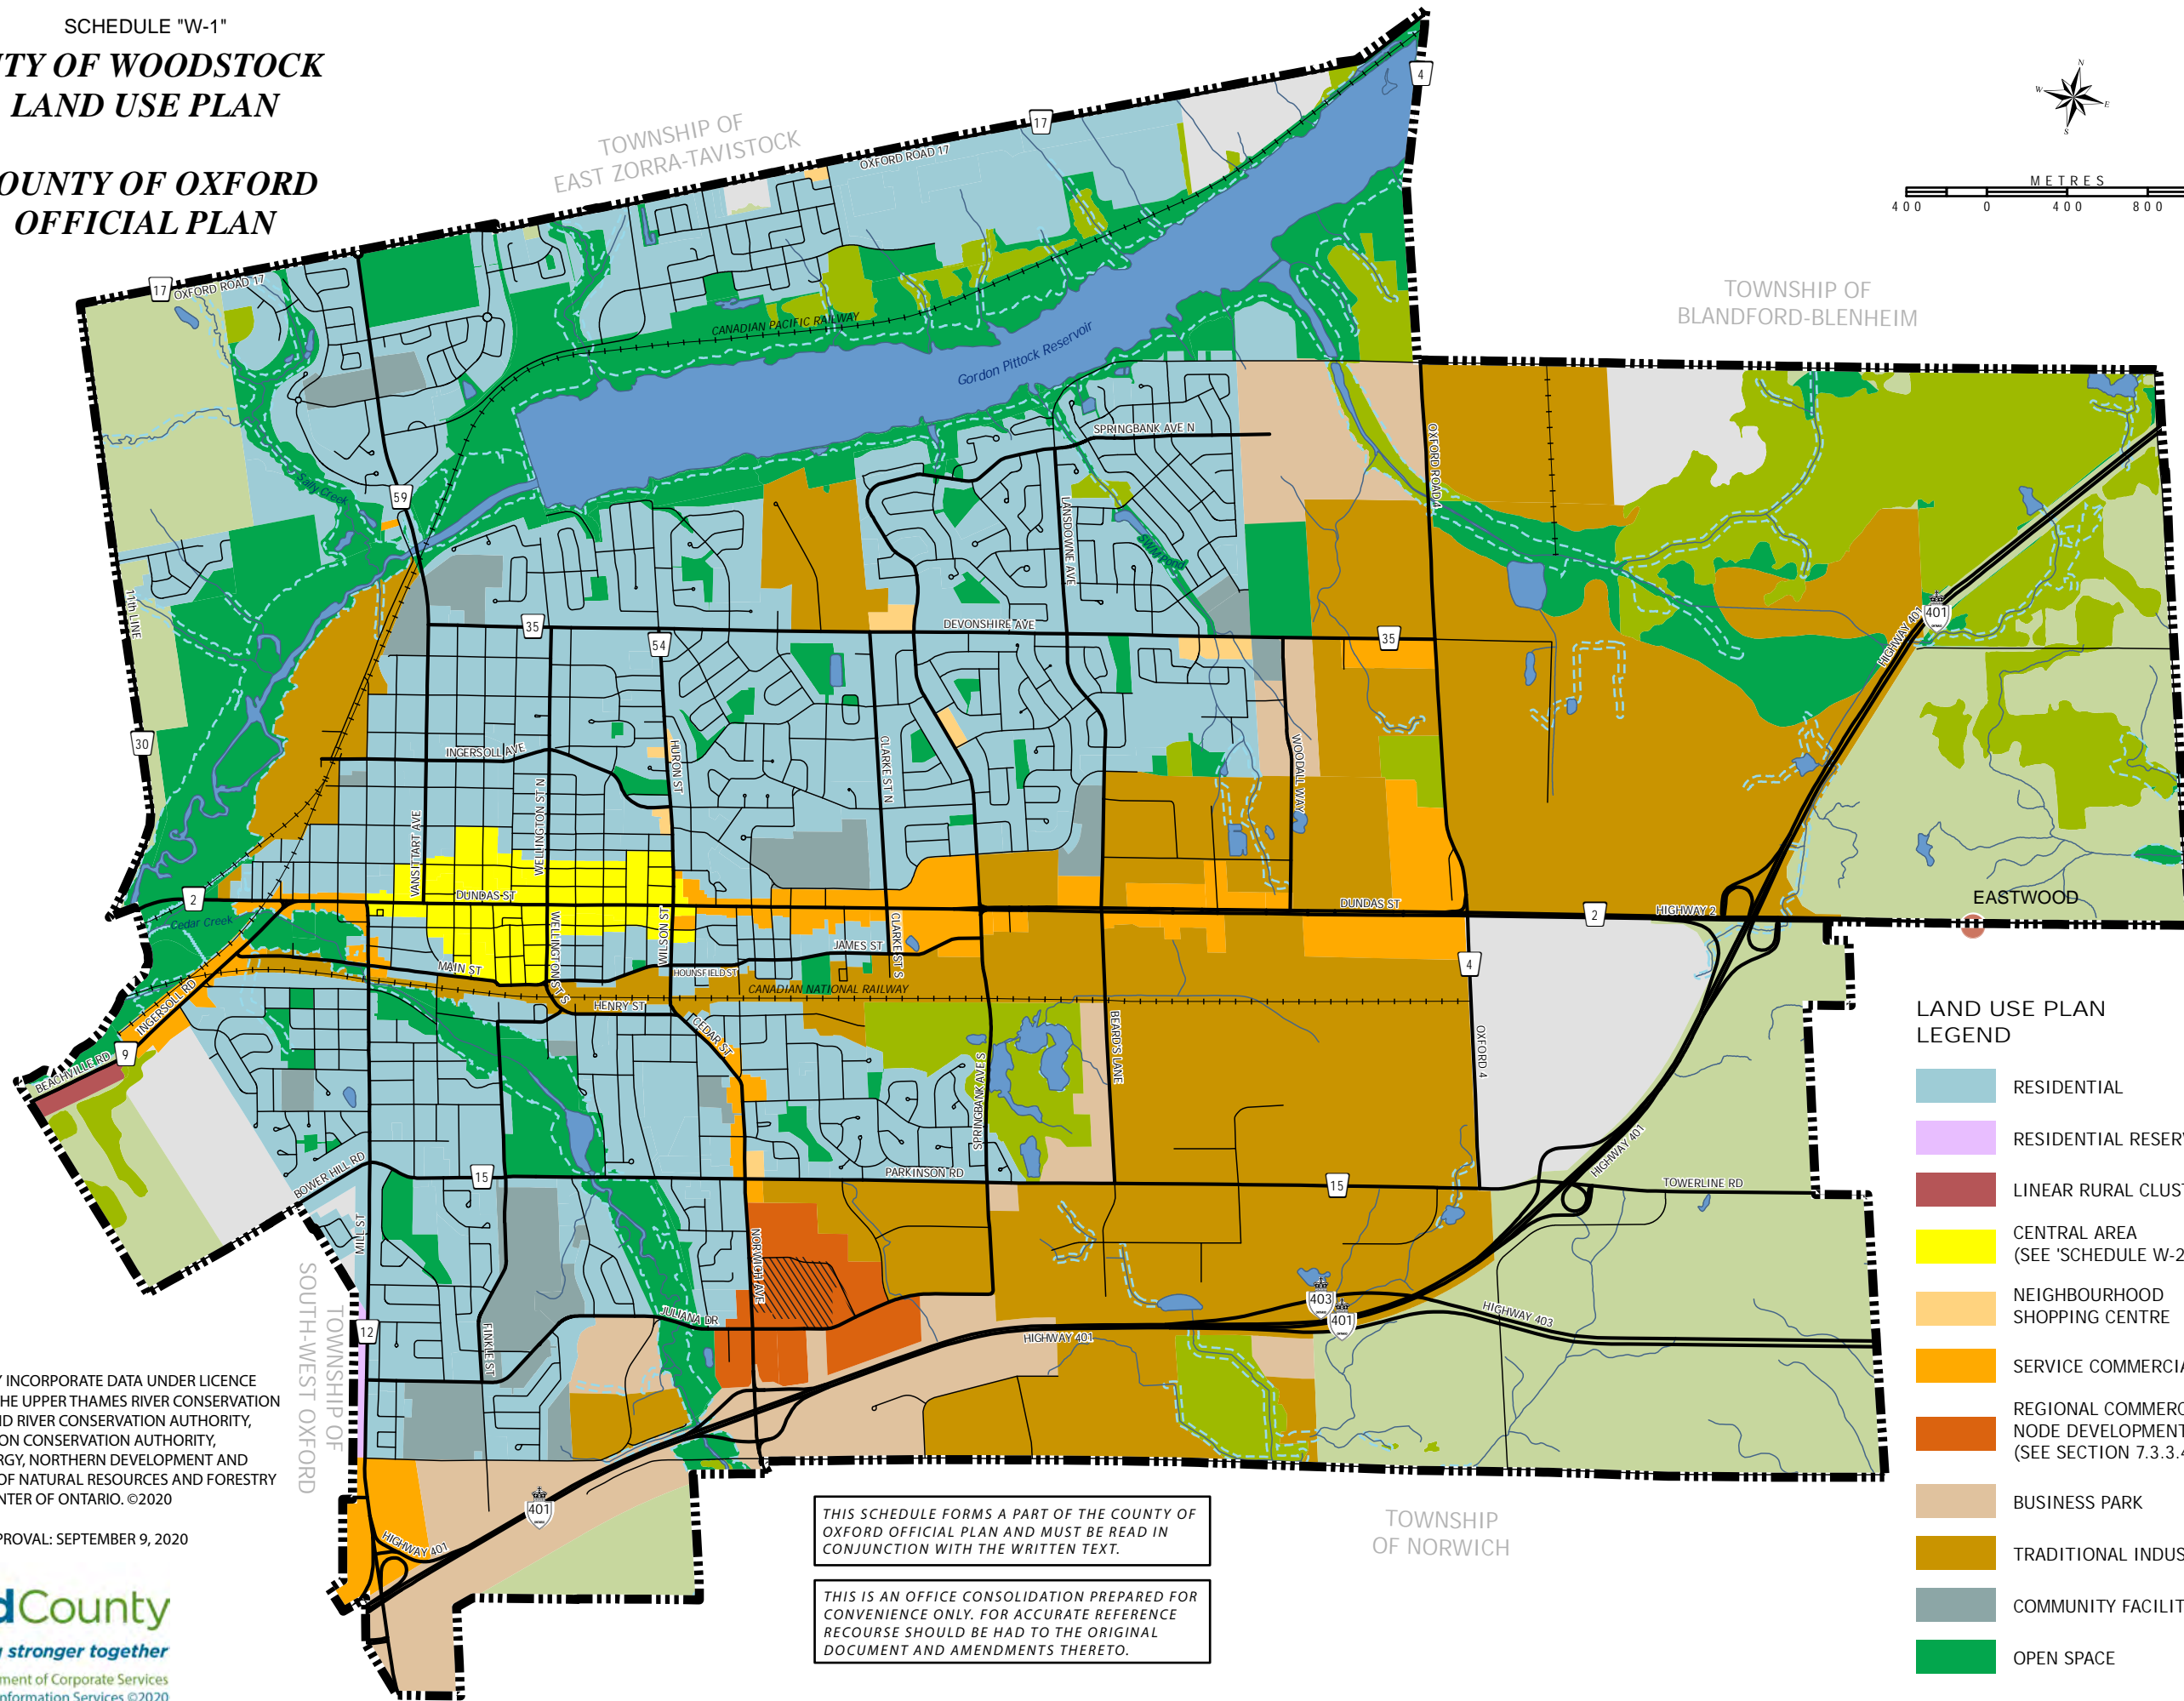 SCHEDULE "W-1"
TY OF WOODSTOCK
LAND USE PLAN
OUNTY OF OXFORD
OFFICIAL PLAN
TOWNSHIP OF
EAST ZORRA-TAVISTOCK
OXFORD ROAD 17
17
4
N
W
E
S
METRES
400
0
400
800
17
OXFORD ROAD 17
TOWNSHIP OF
BLANDFORD-BLENHEIM
CANADIAN PACIFIC RAILWAY
Gordon Pittock Reservoir
SPRINGBANK AVE N
OXFORD ROAD 4
Sally Creek
59
LANSDOWNE AVE
SWM Pond
11th LINE
35
54
DEVONSHIRE AVE
35
HIGHWAY 401
401
30
INGERSOLL AVE
HURON ST
CLARKE ST N
WOODALL WAY
VANSITTART AVE
WELLINGTON ST N
2
DUNDAS ST
DUNDAS ST
2
HIGHWAY 2
EASTWOOD
Cedar Creek
WELLINGTON ST S
WILSON ST
JAMES ST
CLARKE ST S
MAIN ST
HOUNSFIELD ST
4
CANADIAN NATIONAL RAILWAY
INGERSOLL RD
HENRY ST
CEDAR ST
BEARD'S LANE
OXFORD 4
9
BEACHVILLE RD
SPRINGBANK AVE S
HIGHWAY 401
BOWER HILL RD
15
PARKINSON RD
15
TOWERLINE RD
MILL ST
NORWICH AVE
SOUTH-WEST OXFORD
TOWNSHIP OF
12
FINKLE ST
JULIANA DR
HIGHWAY 401
403
401
HIGHWAY 403
401
HIGHWAY 401
TOWNSHIP
OF NORWICH
LAND USE PLAN
LEGEND
RESIDENTIAL
RESIDENTIAL RESER
LINEAR RURAL CLUST
CENTRAL AREA
(SEE 'SCHEDULE W-2
NEIGHBOURHOOD
SHOPPING CENTRE
SERVICE COMMERCIA
REGIONAL COMMERC
NODE DEVELOPMENT
(SEE SECTION 7.3.3.4
BUSINESS PARK
TRADITIONAL INDUS
COMMUNITY FACILIT
OPEN SPACE
Y INCORPORATE DATA UNDER LICENCE
HE UPPER THAMES RIVER CONSERVATION
ND RIVER CONSERVATION AUTHORITY,
ON CONSERVATION AUTHORITY,
RGY, NORTHERN DEVELOPMENT AND
OF NATURAL RESOURCES AND FORESTRY
NTER OF ONTARIO. ©2020
PROVAL: SEPTEMBER 9, 2020
dCounty
g stronger together
ment of Corporate Services
Information Services ©2020
THIS SCHEDULE FORMS A PART OF THE COUNTY OF
OXFORD OFFICIAL PLAN AND MUST BE READ IN
CONJUNCTION WITH THE WRITTEN TEXT.
THIS IS AN OFFICE CONSOLIDATION PREPARED FOR
CONVENIENCE ONLY. FOR ACCURATE REFERENCE
RECOURSE SHOULD BE HAD TO THE ORIGINAL
DOCUMENT AND AMENDMENTS THERETO.